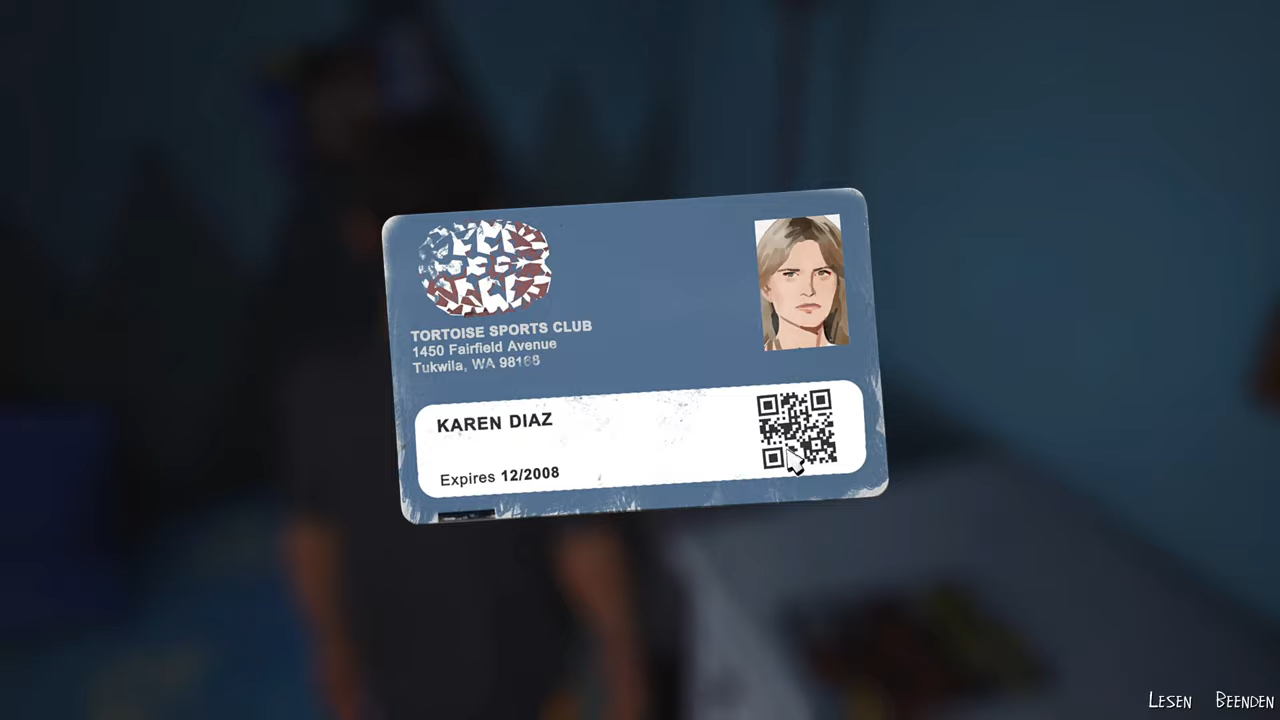 TORTOISE SPORTS CLUB
1450 Fairfield Avenue
Tukwila, WA 98168
KAREN DIAZ
Expires 12/2008
LESEN BEENDEN